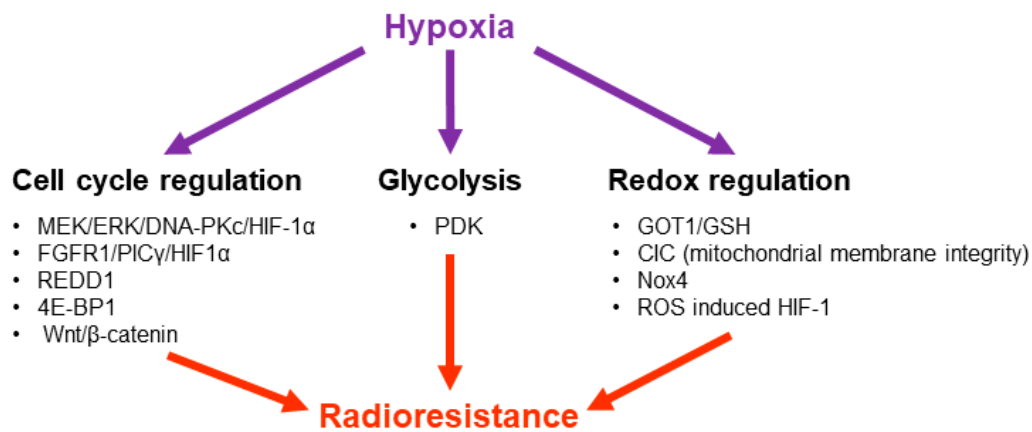 Hypoxia
Cell cycle regulation
• MEK/ERK/DNA-PKc/HIF-1α
• FGFR1/PICγ/HIF1α
• REDD1
• 4E-BP1
• Wnt/β-catenin
Glycolysis
• PDK
Redox regulation
• GOT1/GSH
• CIC (mitochondrial membrane integrity)
• Nox4
• ROS induced HIF-1
Radioresistance